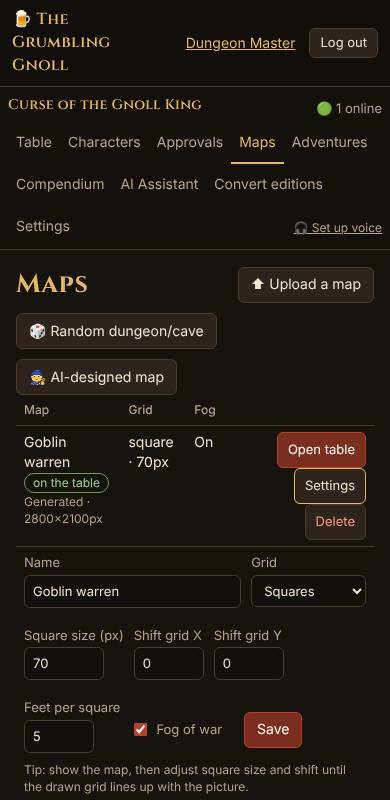 🍺 The
Grumbling
Gnoll
Dungeon Master
Log out
Curse of the Gnoll King
🟢 1 online
Table Characters Approvals Maps Adventures
Compendium AI Assistant Convert editions
Settings
🎧 Set up voice
Maps
⬆ Upload a map
🎲 Random dungeon/cave
🧙 AI-designed map
Map Grid Fog
Goblin warren
on the table
Generated ·
2800×2100px
square
· 70px
On
Open table
Settings
Delete
Name Grid
Goblin warren Squares
Square size (px) Shift grid X Shift grid Y
70 0 0
Feet per square
5
Fog of war
Save
Tip: show the map, then adjust square size and shift until
the drawn grid lines up with the picture.